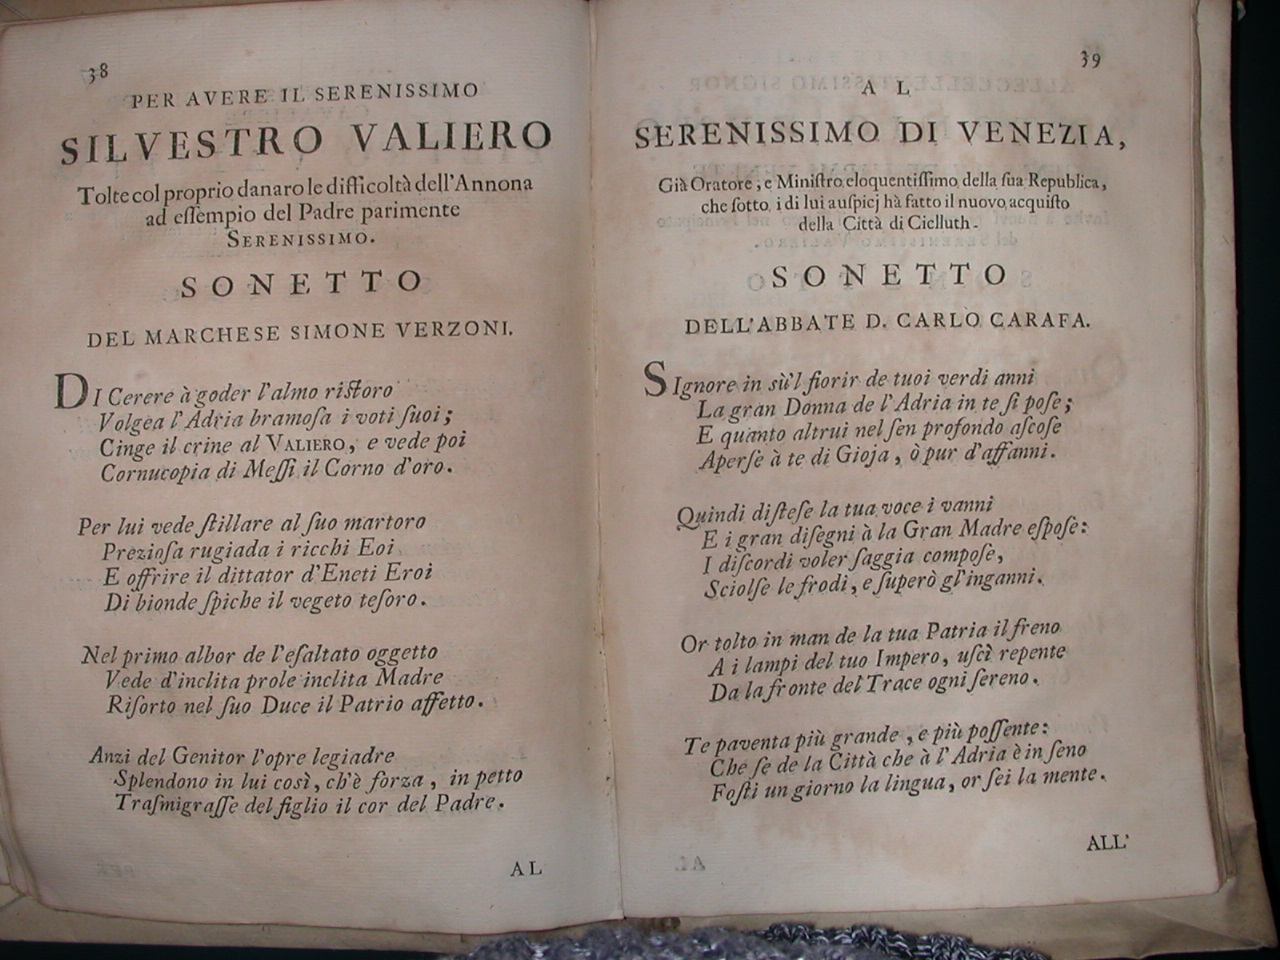 38
PER AVERE IL SERENISSIMO
SILVESTRO VALIERO
Tolte col proprio danaro le difficoltà dell'Annona
ad eſſempio del Padre parimente
SERENISSIMO.
SONETTO
DEL MARCHESE SIMONE VERZONI.
DI Cerere à goder l'almo riſtoro
Volgea l'Adria bramoſa i voti ſuoi;
Cinge il crine al VALIERO, e vede poi
Cornucopia di Meſſi il Corno d'oro.
Per lui vede ſtillare al ſuo martoro
Prezioſa rugiada i ricchi Eoi
E offrire il dittator d'Eneti Eroi
Di bionde ſpiche il vegeto teſoro.
Nel primo albor de l'eſaltato oggetto
Vede d'inclita prole inclita Madre
Riſorto nel ſuo Duce il Patrio affetto.
Anzi del Genitor l'opre legiadre
Splendono in lui così, ch'è forza, in petto
Traſmigraſſe del figlio il cor del Padre.
AL
39
AL
SERENISSIMO DI VENEZIA,
Già Oratore, e Miniſtro eloquentiſſimo della ſua Republica,
che ſotto i di lui auſpicj hà fatto il nuovo acquiſto
della Città di Cielluth.
SONETTO
DELL'ABBATE D. CARLO CARAFA.
SIgnore in sù'l fiorir de tuoi verdi anni
La gran Donna de l'Adria in te ſi poſe;
E quanto altrui nel ſen profondo aſcoſe
Aperſe à te di Gioja, ò pur d'affanni.
Quindi diſteſe la tua voce i vanni
E i gran diſegni à la Gran Madre eſpoſe:
I diſcordi voler ſaggia compoſe,
Sciolſe le frodi, e ſuperò gl'inganni.
Or tolto in man de la tua Patria il freno
A i lampi del tuo Impero, uſcì repente
Da la fronte del Trace ogni ſereno.
Te paventa più grande, e più poſſente:
Che ſe de la Città che à l'Adria è in ſeno
Foſti un giorno la lingua, or ſei la mente.
ALL'